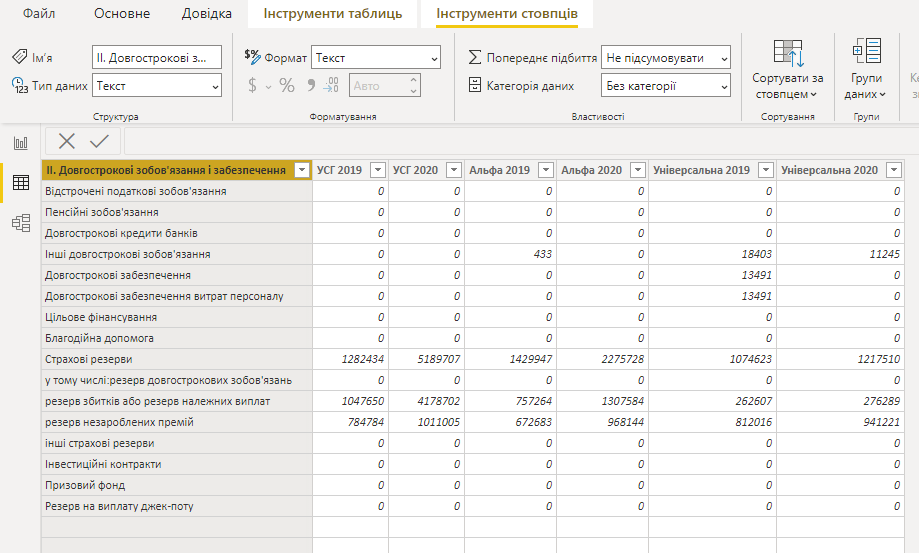 Файл Основне Довідка Інструменти таблиць Інструменти стовпців
Ім'я II. Довгострокові з... $% Формат Текст Попереднє підбиття Не підсумовувати
Тип даних Текст $ % 9 .00 Авто Категорія даних Без категорії
Сортувати за стовпцем
Групи даних
Структура Форматування Властивості Сортування Групи
II. Довгострокові зобов'язання і забезпечення УСГ 2019 УСГ 2020 Альфа 2019 Альфа 2020 Універсальна 2019 Універсальна 2020
Відстрочені податкові зобов'язання 0 0 0 0 0 0
Пенсійні зобов'язання 0 0 0 0 0 0
Довгострокові кредити банків 0 0 0 0 0 0
Інші довгострокові зобов'язання 0 0 433 0 18403 11245
Довгострокові забезпечення 0 0 0 0 13491 0
Довгострокові забезпечення витрат персоналу 0 0 0 0 13491 0
Цільове фінансування 0 0 0 0 0 0
Благодійна допомога 0 0 0 0 0 0
Страхові резерви 1282434 5189707 1429947 2275728 1074623 1217510
у тому числі:резерв довгострокових зобов'язань 0 0 0 0 0 0
резерв збитків або резерв належних виплат 1047650 4178702 757264 1307584 262607 276289
резерв незароблених премій 784784 1011005 672683 968144 812016 941221
інші страхові резерви 0 0 0 0 0 0
Інвестиційні контракти 0 0 0 0 0 0
Призовий фонд 0 0 0 0 0 0
Резерв на виплату джек-поту 0 0 0 0 0 0